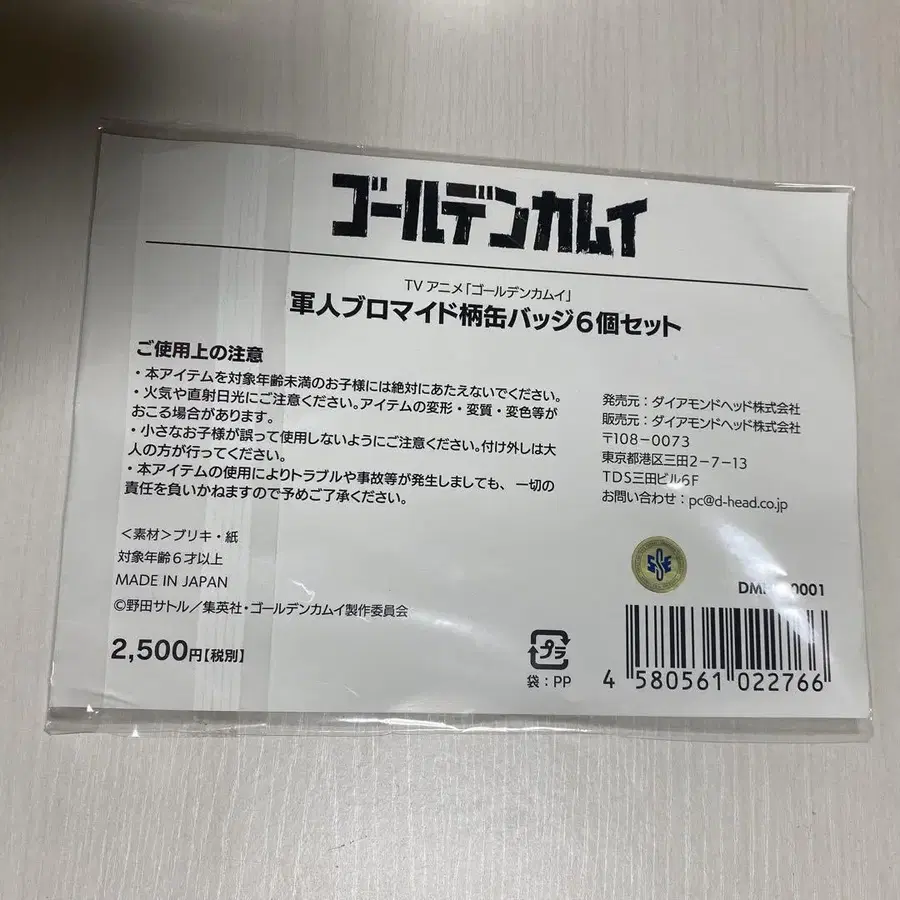 ゴールデンカムイ
TV アニメ「ゴールデンカムイ」
軍人ブロマイド柄缶バッジ6個セット
ご使用上の注意
・本アイテムを対象年齢未満のお子様には絶対にあたえないでください。
・火気や直射日光にご注意ください。アイテムの変形・変質・変色等が
おこる場合があります。
・小さなお子様が誤って使用しないようにご注意ください。付け外しは大
人の方が行ってください。
・本アイテムの使用によりトラブルや事故等が発生しましても、一切の
責任を負いかねますので予めご了承ください。
＜素材＞ブリキ・紙
対象年齢6才以上
MADE IN JAPAN
©野田サトル／集英社・ゴールデンカムイ製作委員会
2,500円【税別】
発売元：ダイアモンドヘッド株式会社
販売元：ダイアモンドヘッド株式会社
〒108-0073
東京都港区三田2-7-13
TDS三田ビル6F
お問い合わせ：pc@d-head.co.jp
プラ
袋：PP
4 580561 022766